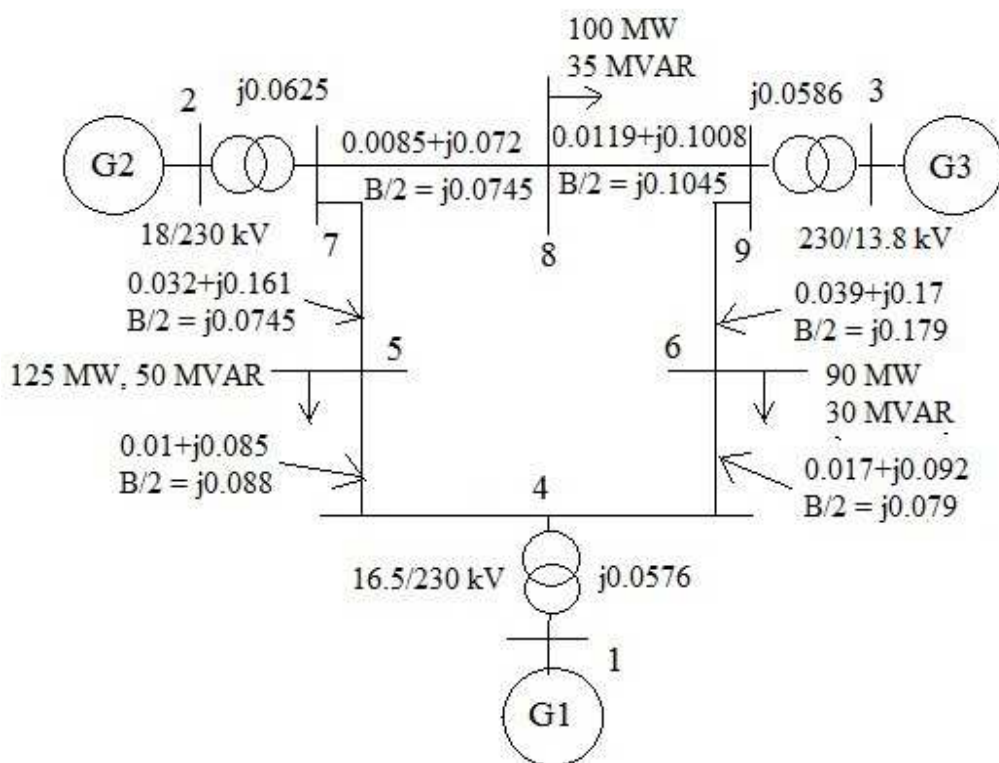 100 MW
35 MVAR
j0.0625
2
G2
0.0085+j0.072
B/2 = j0.0745
0.0119+j0.1008
B/2 = j0.1045
j0.0586
3
G3
18/230 kV
7
8
9
230/13.8 kV
0.032+j0.161
B/2 = j0.0745
0.039+j0.17
B/2 = j0.179
5
6
125 MW, 50 MVAR
90 MW
30 MVAR
0.01+j0.085
B/2 = j0.088
0.017+j0.092
B/2 = j0.079
4
16.5/230 kV
j0.0576
1
G1